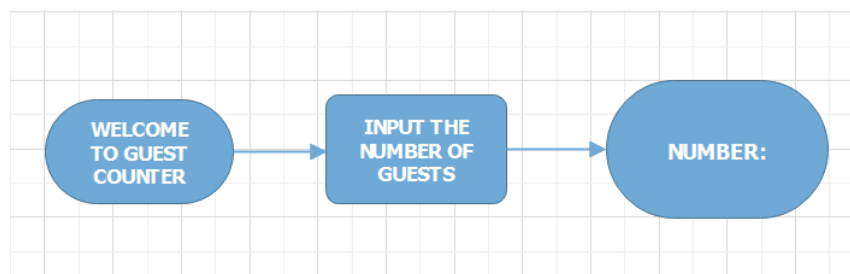 WELCOME
TO GUEST
COUNTER
INPUT THE
NUMBER OF
GUESTS
NUMBER: